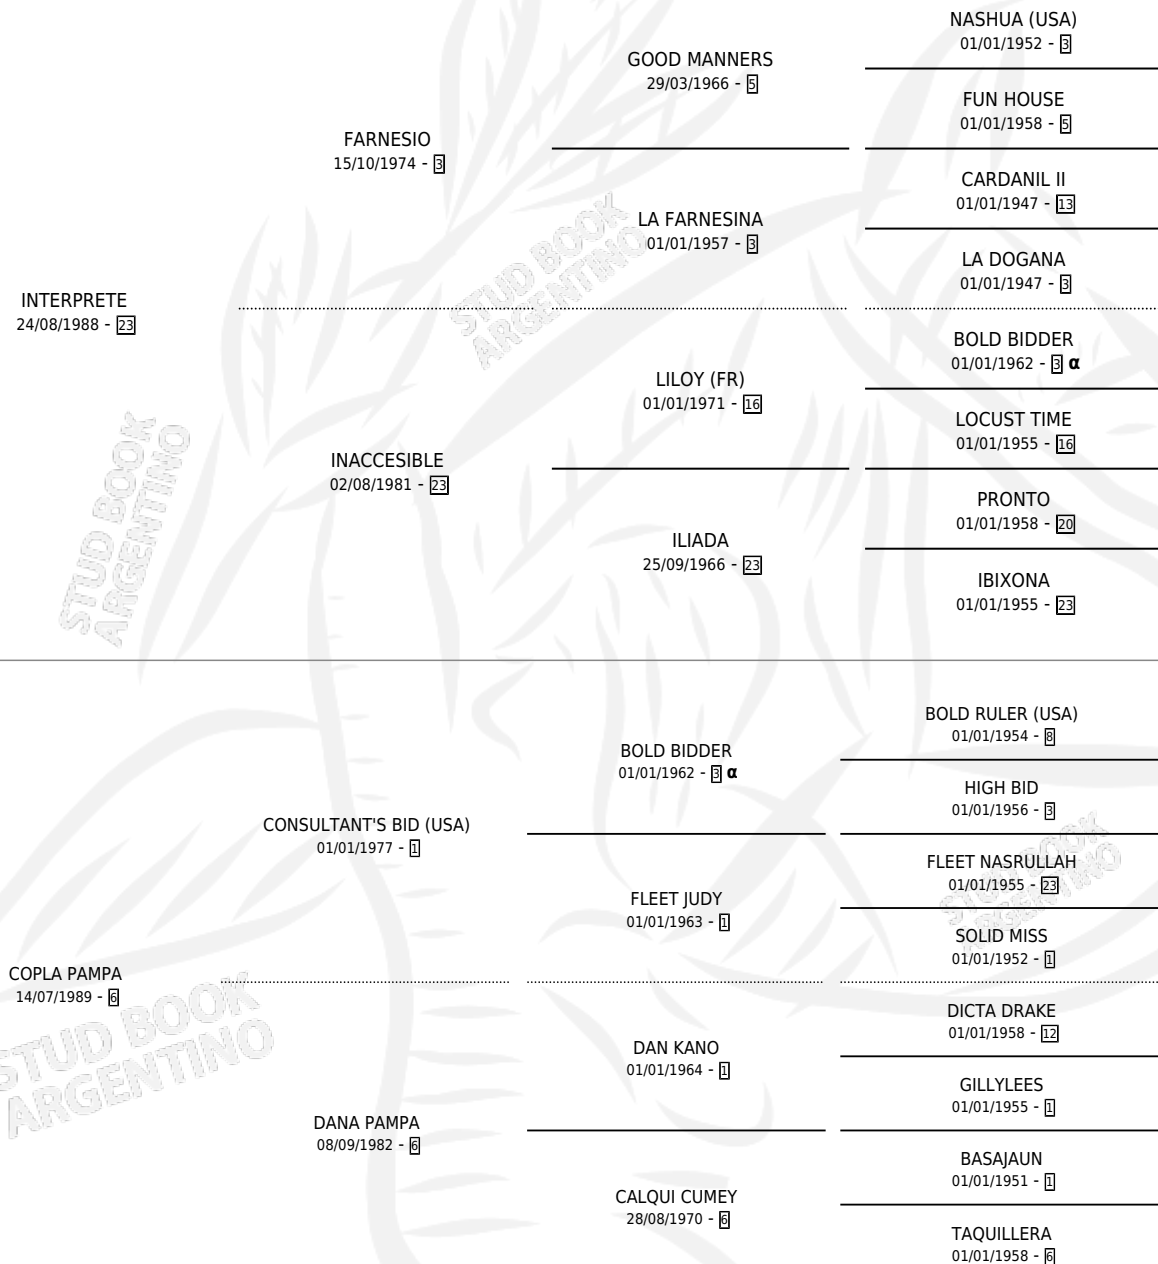 NASHUA (USA)
01/01/1952 - 3
GOOD MANNERS
29/03/1966 - 5
FUN HOUSE
01/01/1958 - 5
FARNESIO
15/10/1974 - 3
CARDANIL II
01/01/1947 - 13
LA FARNESINA
01/01/1957 - 3
LA DOGANA
01/01/1947 - 3
INTERPRETE
24/08/1988 - 23
BOLD BIDDER
01/01/1962 - 3 α
LILOY (FR)
01/01/1971 - 16
LOCUST TIME
01/01/1955 - 16
INACCESIBLE
02/08/1981 - 23
PRONTO
01/01/1958 - 20
ILIADA
25/09/1966 - 23
IBIXONA
01/01/1955 - 23
BOLD RULER (USA)
01/01/1954 - 8
BOLD BIDDER
01/01/1962 - 3 α
HIGH BID
01/01/1956 - 3
CONSULTANT'S BID (USA)
01/01/1977 - 1
FLEET NASRULLAH
01/01/1955 - 23
FLEET JUDY
01/01/1963 - 1
SOLID MISS
01/01/1952 - 1
COPLA PAMPA
14/07/1989 - 6
DICTA DRAKE
01/01/1958 - 12
DAN KANO
01/01/1964 - 1
GILLYLEES
01/01/1955 - 1
DANA PAMPA
08/09/1982 - 6
BASAJAUN
01/01/1951 - 1
CALQUI CUMEY
28/08/1970 - 6
TAQUILLERA
01/01/1958 - 6
STUD BOOK
ARGENTINO
STUD BOOK
ARGENTINO
STUD BOOK
ARGENTINO
STUD BOOK
ARGENTINO